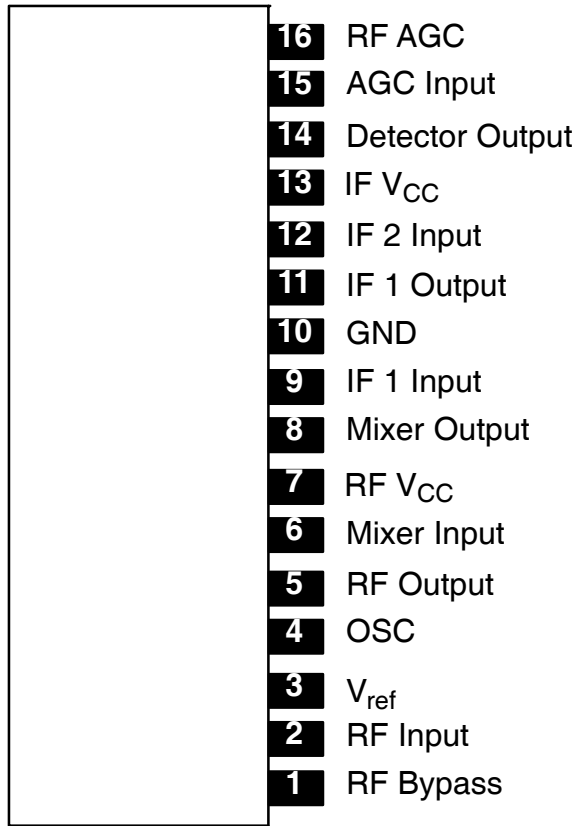 16 RF AGC
15 AGC Input
14 Detector Output
13 IF VCC
12 IF 2 Input
11 IF 1 Output
10 GND
9 IF 1 Input
8 Mixer Output
7 RF VCC
6 Mixer Input
5 RF Output
4 OSC
3 Vref
2 RF Input
1 RF Bypass